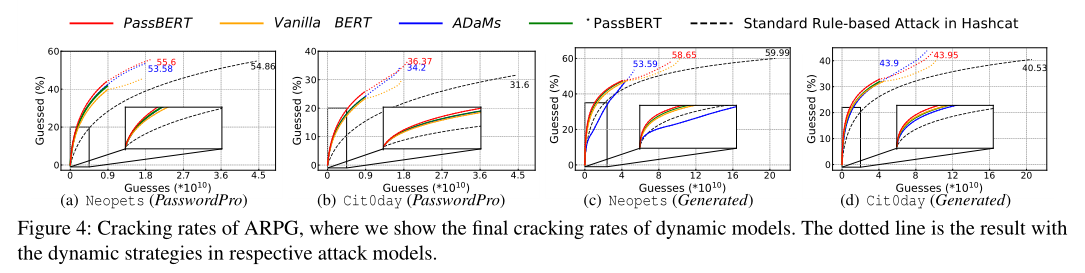 PassBERT Vanilla BERT ADaMs *PassBERT Standard Rule-based Attack in Hashcat
Guessed (%)
60
40
20
0
55.6
53.58
54.86
0 0.9 1.8 2.7 3.6 4.5
Guesses (*10^10)
(a) Neopets (PasswordPro)
Guessed (%)
40
30
20
10
0
36.37
34.2
31.6
0 0.9 1.8 2.7 3.6 4.5
Guesses (*10^10)
(b) Cit0day (PasswordPro)
Guessed (%)
60
40
20
0
53.59
58.65
59.99
0 4 8 12 16 20
Guesses (*10^10)
(c) Neopets (Generated)
Guessed (%)
40
30
20
10
0
43.9
43.95
40.53
0 4 8 12 16 20
Guesses (*10^10)
(d) Cit0day (Generated)
Figure 4: Cracking rates of ARPG, where we show the final cracking rates of dynamic models. The dotted line is the result with
the dynamic strategies in respective attack models.